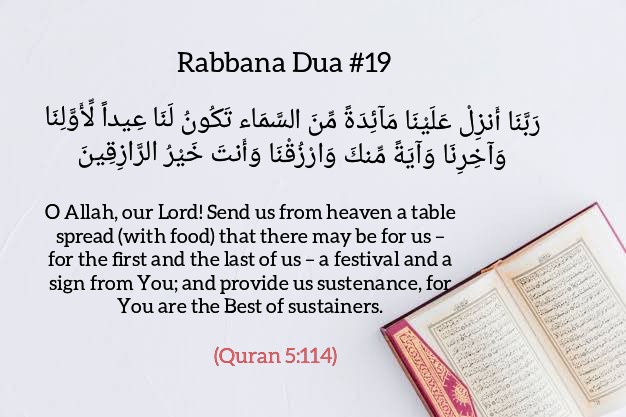 Rabbana Dua #19
رَبَّنَا أَنزِلْ عَلَيْنَا مَآئِدَةً مِّنَ السَّمَاء تَكُونُ لَنَا عِيداً لِّأَوَّلِنَا
وَآخِرِنَا وَآيَةً مِّنكَ وَارْزُقْنَا وَأَنتَ خَيْرُ الرَّازِقِينَ
O Allah, our Lord! Send us from heaven a table
spread (with food) that there may be for us –
for the first and the last of us – a festival and a
sign from You; and provide us sustenance, for
You are the Best of sustainers.
(Quran 5:114)